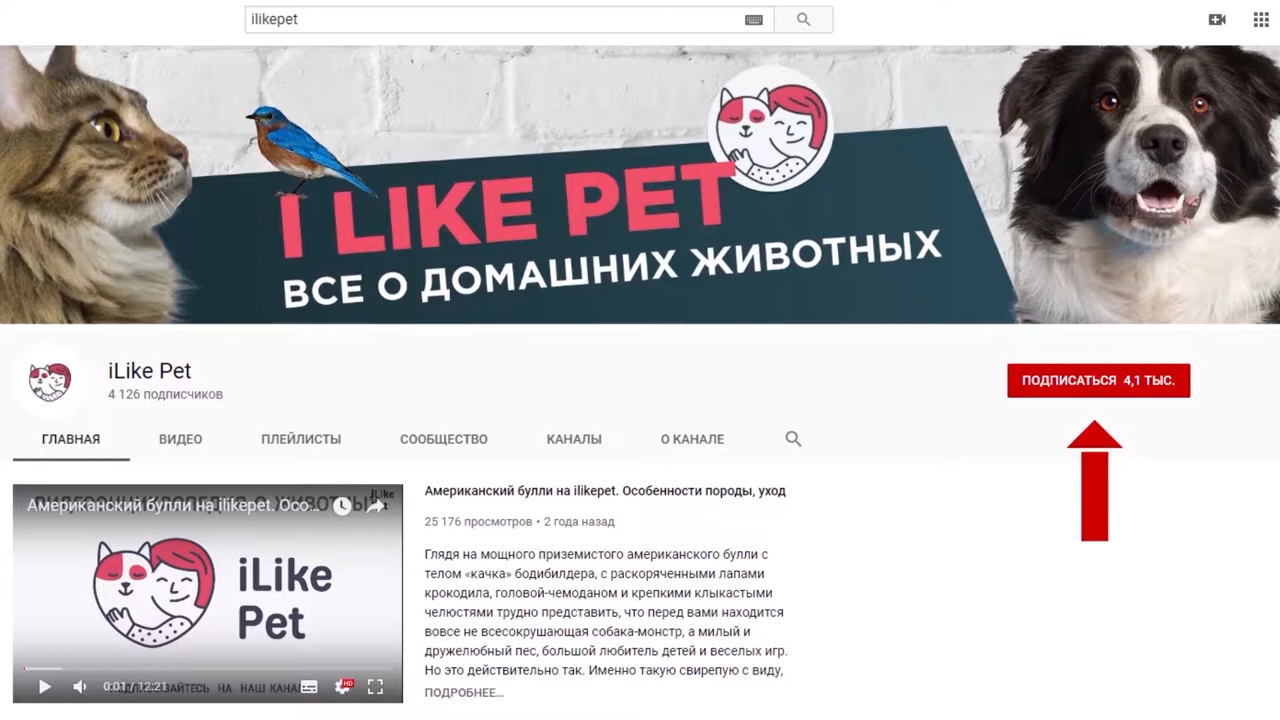 ilikepet
I LIKE PET
ВСЕ О ДОМАШНИХ ЖИВОТНЫХ
iLike Pet
4 126 подписчиков
ПОДПИСАТЬСЯ 4,1 ТЫС.
ГЛАВНАЯ ВИДЕО ПЛЕЙЛИСТЫ СООБЩЕСТВО КАНАЛЫ О КАНАЛЕ
Американский булли на ilikepet. Осо...
iLike
Pet
iLike
Pet
0:01 / 12:21
HD
Американский булли на ilikepet. Особенности породы, уход
25 176 просмотров • 2 года назад
Глядя на мощного приземистого американского булли с
телом «качка» бодибилдера, с раскоряченными лапами
крокодила, головой-чемоданом и крепкими клыкастыми
челюстями трудно представить, что перед вами находится
вовсе не всесокрушающая собака-монстр, а милый и
дружелюбный пес, большой любитель детей и веселых игр.
Но это действительно так. Именно такую свирепую с виду,
ПОДРОБНЕЕ...